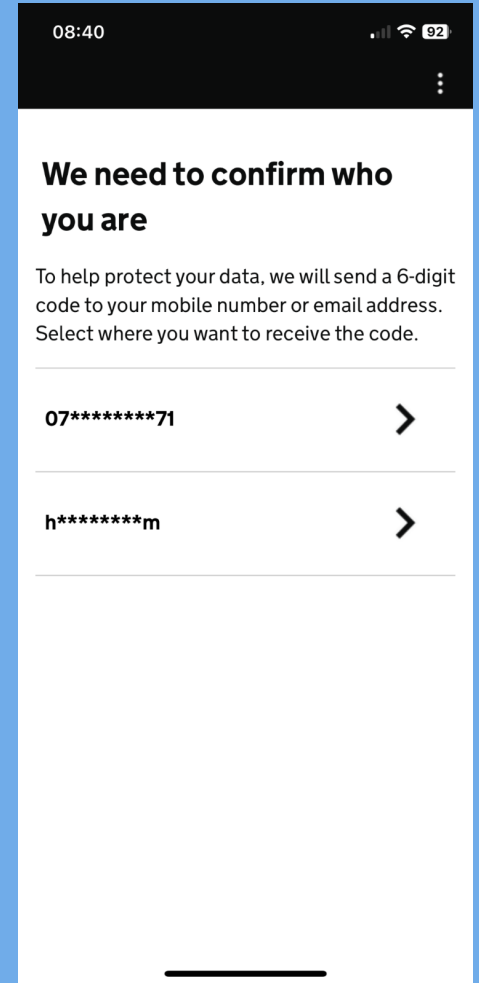 08:40
92
We need to confirm who
you are
To help protect your data, we will send a 6-digit
code to your mobile number or email address.
Select where you want to receive the code.
07********71
h********m